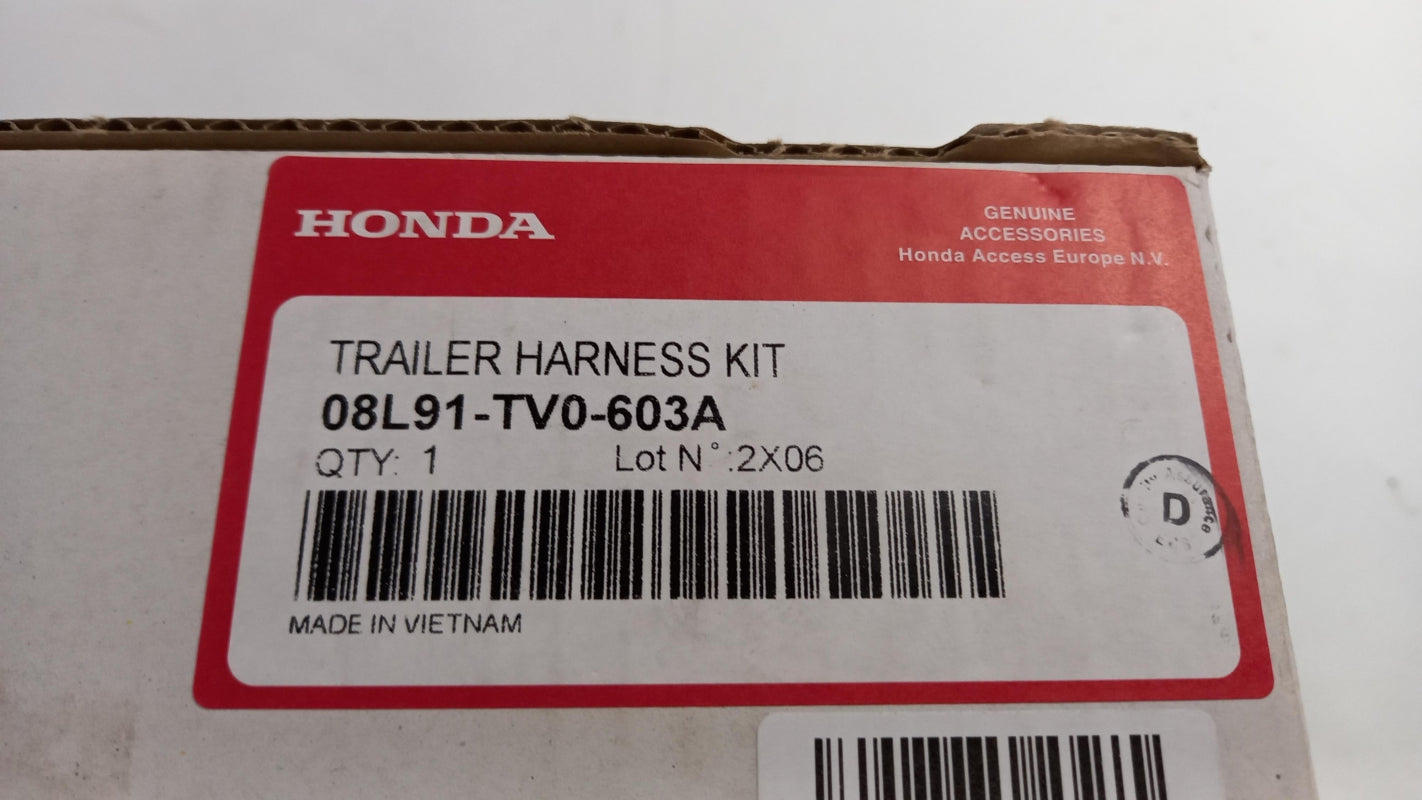 HONDA
GENUINE
ACCESSORIES
Honda Access Europe N.V.
TRAILER HARNESS KIT
08L91-TV0-603A
QTY: 1 Lot N°:2X06
MADE IN VIETNAM
Assurance
D